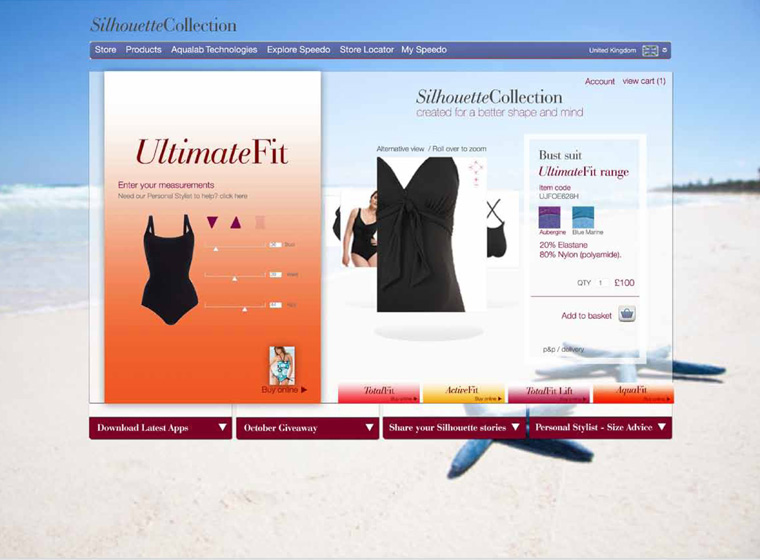 SilhouetteCollection
Store Products Aqualab Technologies Explore Speedo Store Locator My Speedo
United Kingdom
Account view cart (1)
SilhouetteCollection
created for a better shape and mind
UltimateFit
Enter your measurements
Need our Personal Stylist to help? click here
Buy online
Alternative view / Roll over to zoom
Bust suit
UltimateFit range
Item code
UJFOE628H
Aubergine Blue Marine
20% Elastane
80% Nylon (polyamide).
QTY 1 £100
Add to basket
p&p / delivery
TotalFit
Buy online
ActiveFit
Buy online
TotalFit Lift
Buy online
AquaFit
Buy online
Download Latest Apps
October Giveaway
Share your Silhouette stories
Personal Stylist - Size Advice